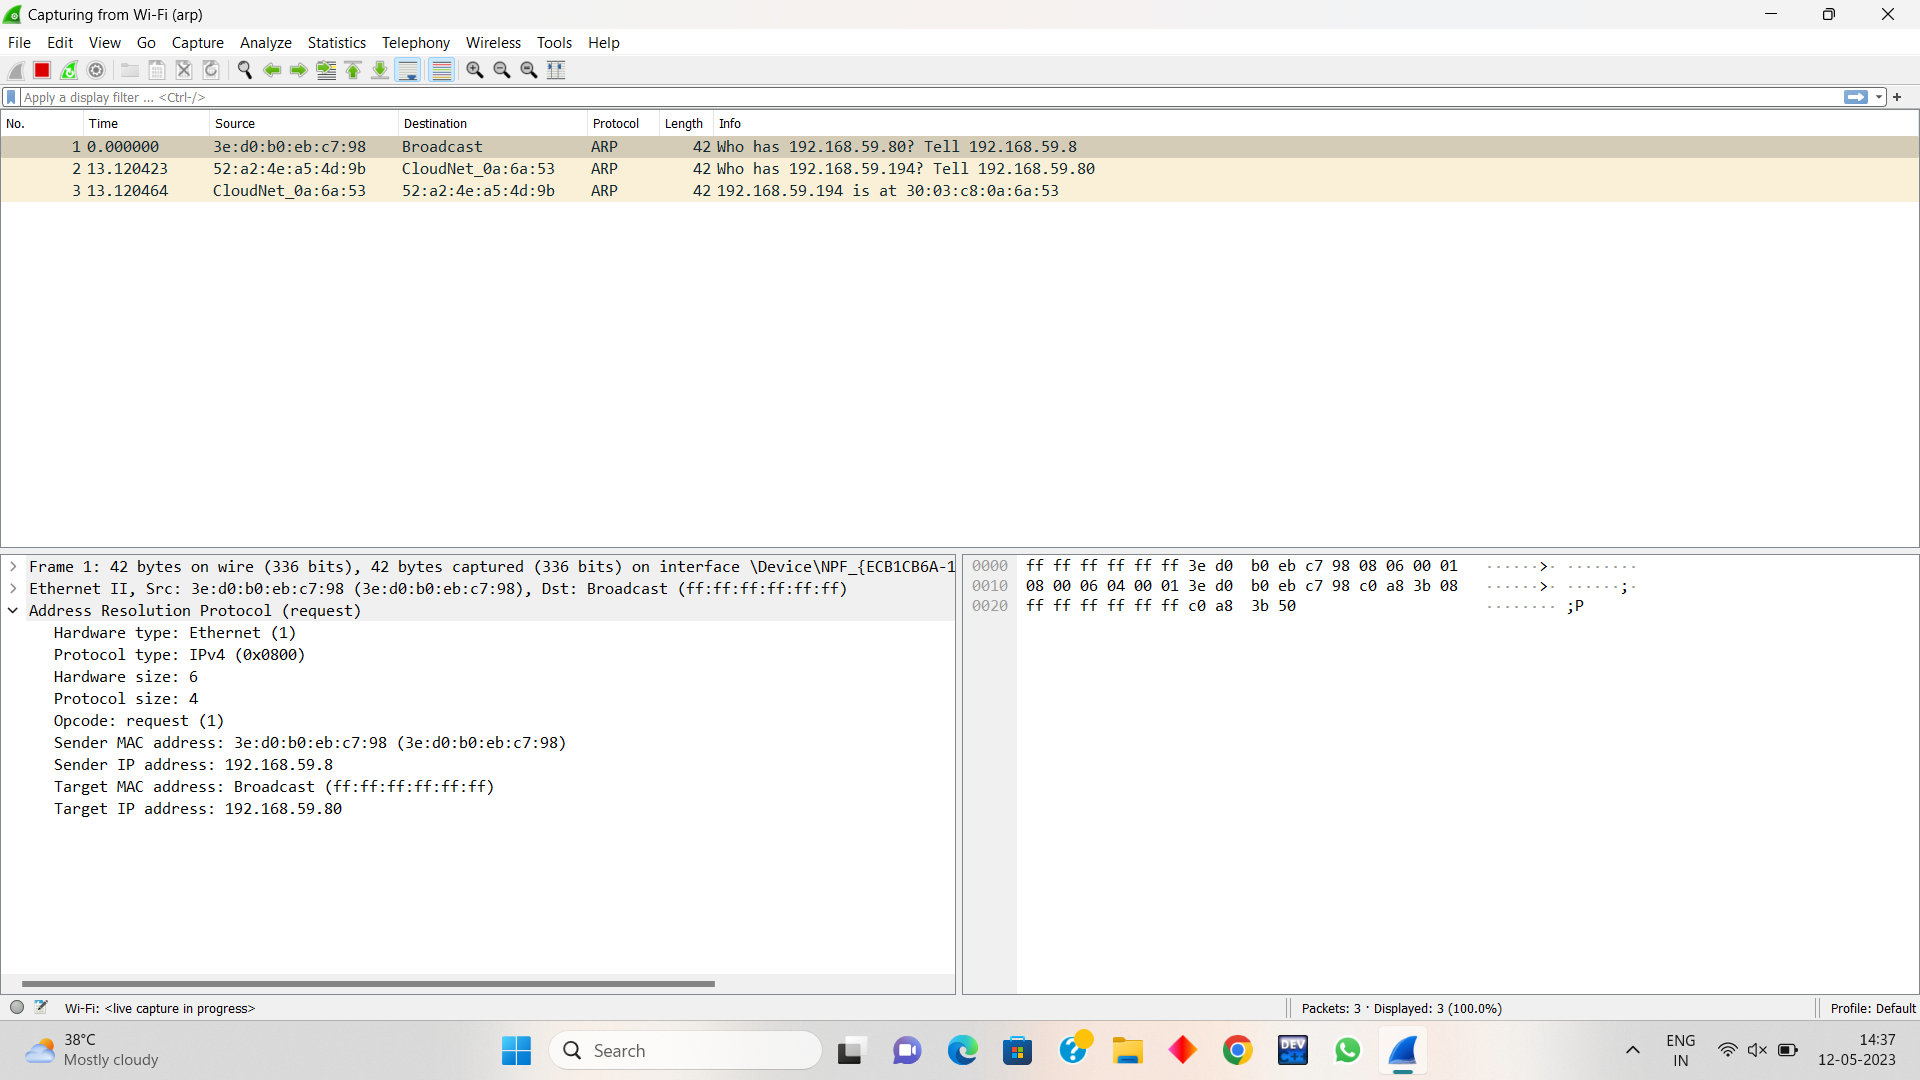 Capturing from Wi-Fi (arp)
File Edit View Go Capture Analyze Statistics Telephony Wireless Tools Help
Apply a display filter ... <Ctrl-/>
No. Time Source Destination Protocol Length Info
1 0.000000 3e:d0:b0:eb:c7:98 Broadcast ARP 42 Who has 192.168.59.80? Tell 192.168.59.8
2 13.120423 52:a2:4e:a5:4d:9b CloudNet_0a:6a:53 ARP 42 Who has 192.168.59.194? Tell 192.168.59.80
3 13.120464 CloudNet_0a:6a:53 52:a2:4e:a5:4d:9b ARP 42 192.168.59.194 is at 30:03:c8:0a:6a:53
Frame 1: 42 bytes on wire (336 bits), 42 bytes captured (336 bits) on interface \Device\NPF_{ECB1CB6A-1
Ethernet II, Src: 3e:d0:b0:eb:c7:98 (3e:d0:b0:eb:c7:98), Dst: Broadcast (ff:ff:ff:ff:ff:ff)
Address Resolution Protocol (request)
Hardware type: Ethernet (1)
Protocol type: IPv4 (0x0800)
Hardware size: 6
Protocol size: 4
Opcode: request (1)
Sender MAC address: 3e:d0:b0:eb:c7:98 (3e:d0:b0:eb:c7:98)
Sender IP address: 192.168.59.8
Target MAC address: Broadcast (ff:ff:ff:ff:ff:ff)
Target IP address: 192.168.59.80
0000 ff ff ff ff ff ff 3e d0 b0 eb c7 98 08 06 00 01 ······>· ········
0010 08 00 06 04 00 01 3e d0 b0 eb c7 98 c0 a8 3b 08 ······>· ······;·
0020 ff ff ff ff ff ff c0 a8 3b 50 ········ ;P
Wi-Fi: <live capture in progress>
Packets: 3 · Displayed: 3 (100.0%)
Profile: Default
38°C
Mostly cloudy
Search
DEV
C++
ENG
IN
14:37
12-05-2023